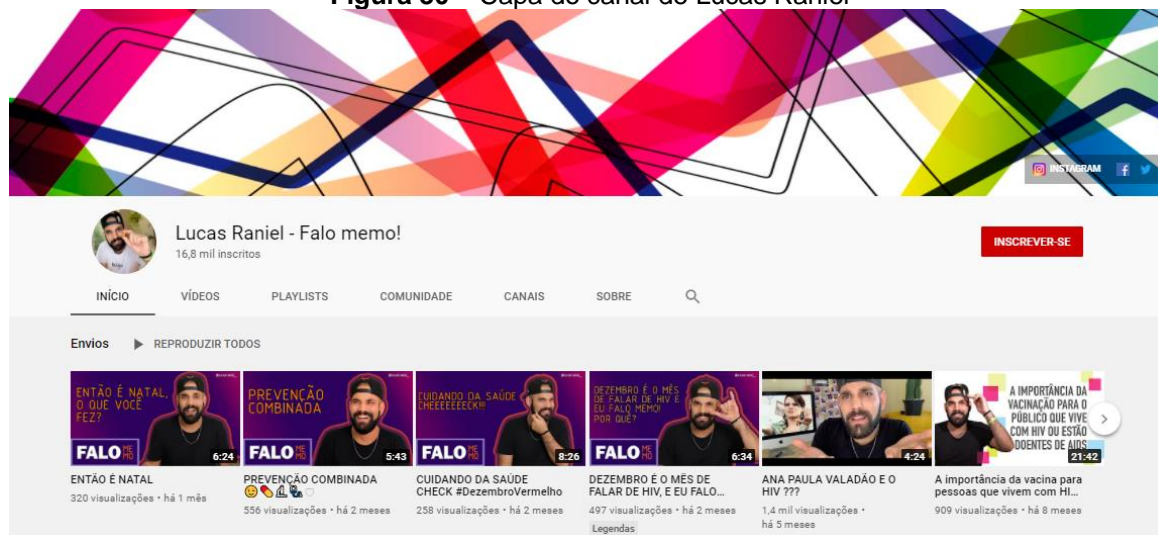 Figura 30 – Capa do canal do Lucas Raniel
INSTAGRAM
Lucas Raniel - Falo memo!
16,8 mil inscritos
INSCREVER-SE
INÍCIO VÍDEOS PLAYLISTS COMUNIDADE CANAIS SOBRE
Envios REPRODUZIR TODOS
ENTÃO É NATAL,
O QUE VOCÊ
FEZ?
FALO MEMO
6:24
PREVENÇÃO
COMBINADA
FALO MEMO
5:43
CUIDANDO DA SAÚDE
CHEEEEEEECK!!!
FALO MEMO
8:26
DEZEMBRO É O MÊS
DE FALAR DE HIV E
EU FALO MEMO!
POR QUÊ?
FALO MEMO
6:34
4:24
A IMPORTÂNCIA DA
VACINAÇÃO PARA O
PÚBLICO QUE VIVE
COM HIV OU ESTÃO
DOENTES DE AIDS
21:42
ENTÃO É NATAL
320 visualizações • há 1 mês
PREVENÇÃO COMBINADA
556 visualizações • há 2 meses
CUIDANDO DA SAÚDE
CHECK #DezembroVermelho
258 visualizações • há 2 meses
DEZEMBRO É O MÊS DE
FALAR DE HIV, E EU FALO...
497 visualizações • há 2 meses
Legendas
ANA PAULA VALADÃO E O
HIV ???
1,4 mil visualizações •
há 5 meses
A importância da vacina para
pessoas que vivem com HI...
909 visualizações • há 8 meses